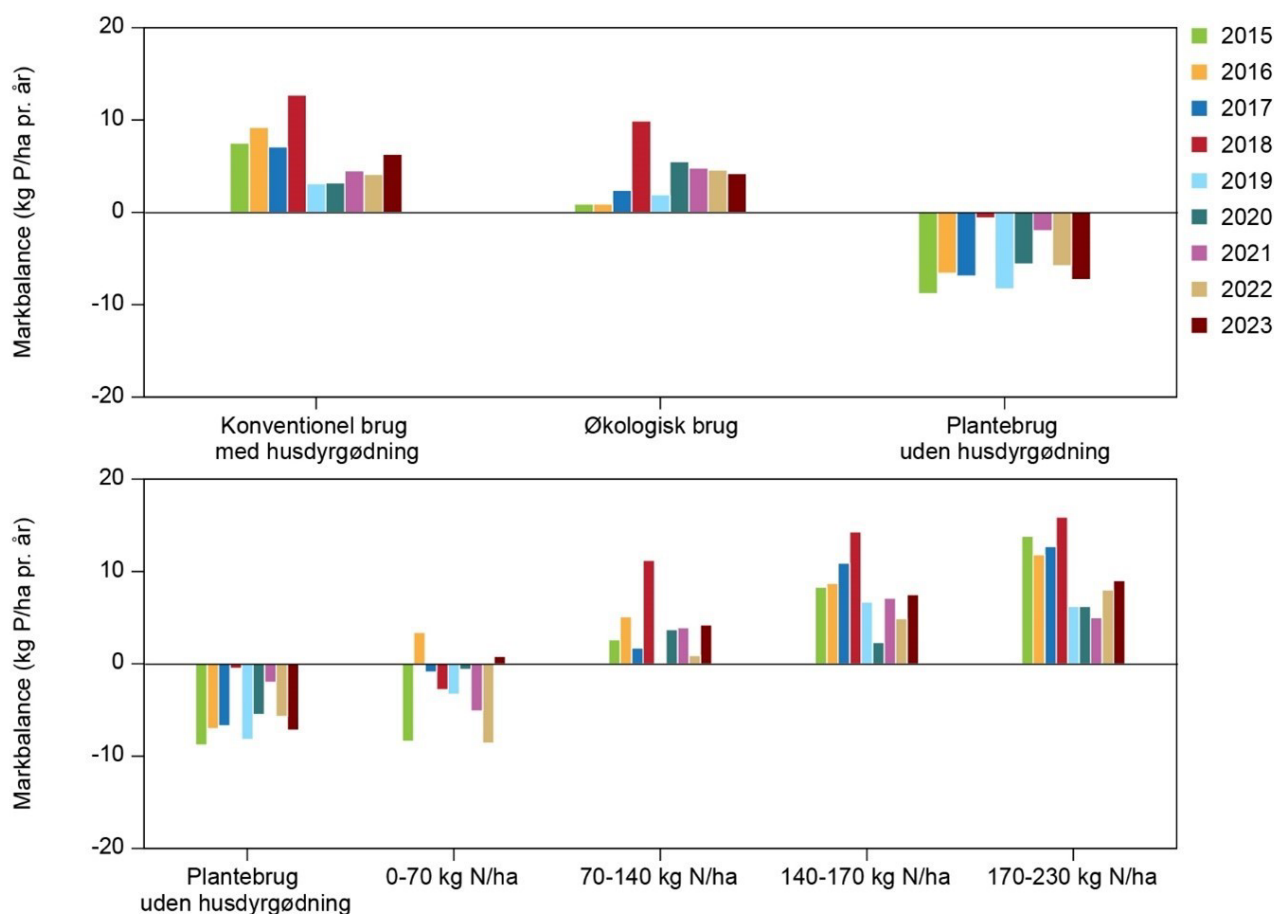 Markbalance (kg P/ha pr. år)
20
10
0
-10
-20
Konventionel brug
med husdyrgødning
Økologisk brug
Plantebrug
uden husdyrgødning
2015
2016
2017
2018
2019
2020
2021
2022
2023
Markbalance (kg P/ha pr. år)
20
10
0
-10
-20
Plantebrug
uden husdyrgødning
0-70 kg N/ha
70-140 kg N/ha
140-170 kg N/ha
170-230 kg N/ha